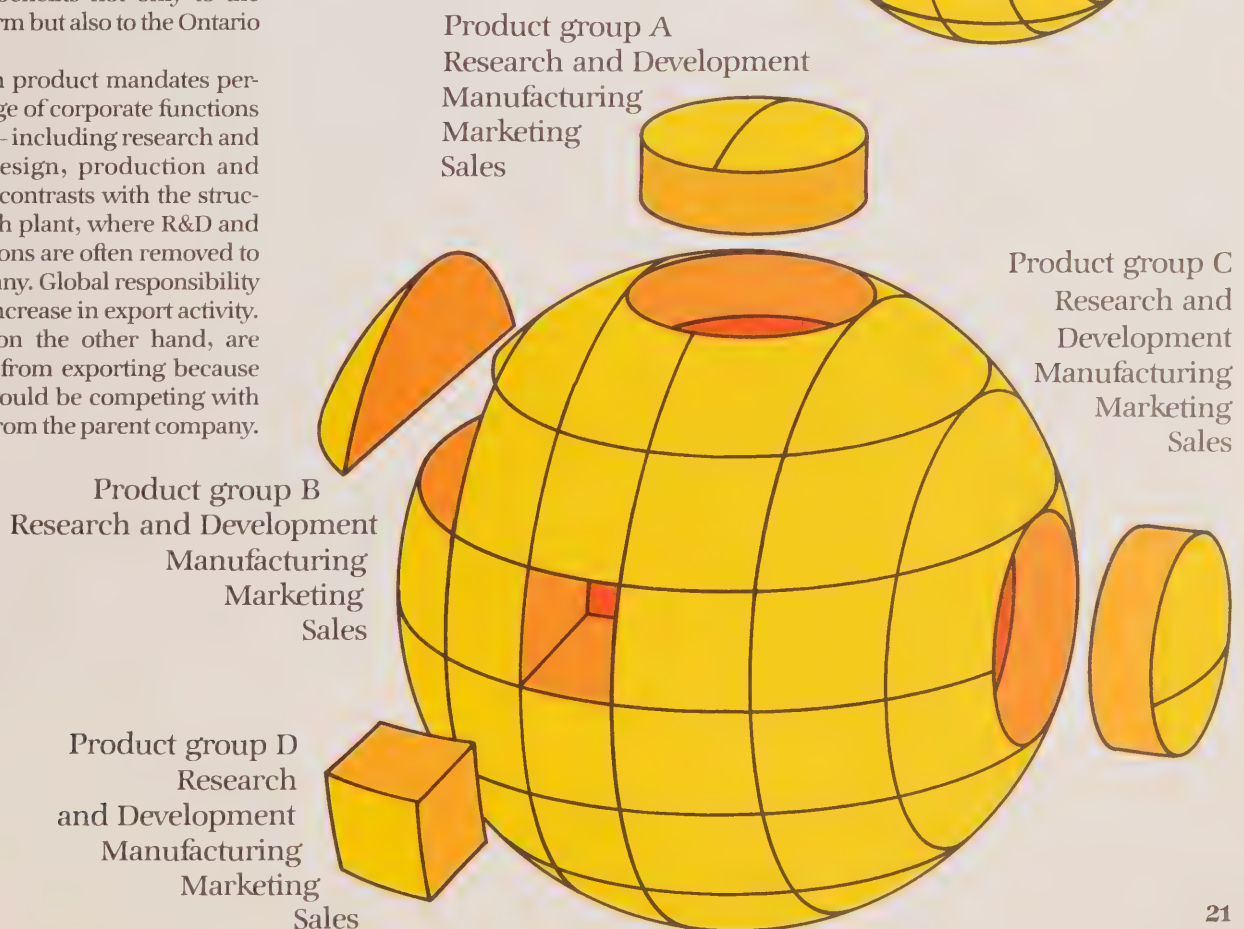 rm but also to the Ontario
n product mandates per-
ge of corporate functions
– including research and
esign, production and
contrasts with the struc-
h plant, where R&D and
ons are often removed to
any. Global responsibility
ncrease in export activity.
on the other hand, are
from exporting because
ould be competing with
rom the parent company.
Product group A
Research and Development
Manufacturing
Marketing
Sales
Product group C
Research and
Development
Manufacturing
Marketing
Sales
Product group B
Research and Development
Manufacturing
Marketing
Sales
Product group D
Research
and Development
Manufacturing
Marketing
Sales
21